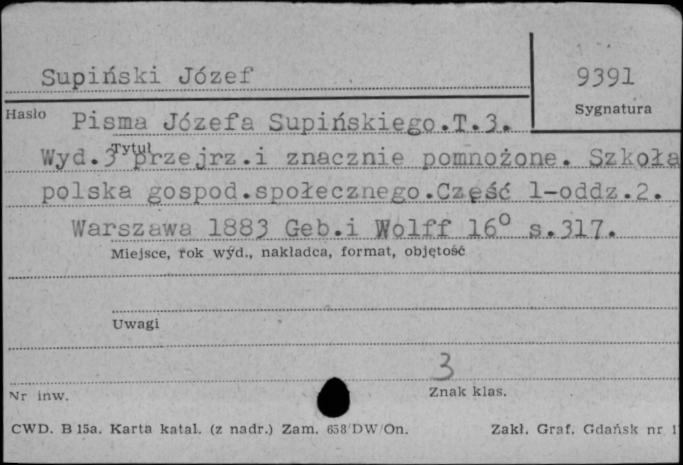 Supiński Józef
9391
Hasło
Sygnatura
Pisma Józefa Supińskiego.T.3.
Tytuł
Wyd.3 przejrz.i znacznie pomnożone. Szkoła
polska gospod.społecznego.Część 1-oddz.2.
Warszawa 1883 Geb.i Wolff 16° s.317.
Miejsce, rok wyd., nakładca, format, objętość
Uwagi
3
Nr inw.
Znak klas.
CWD. B 15a. Karta katal. (z nadr.) Zam. 658/DW/On.
Zakł. Graf. Gdańsk nr 1